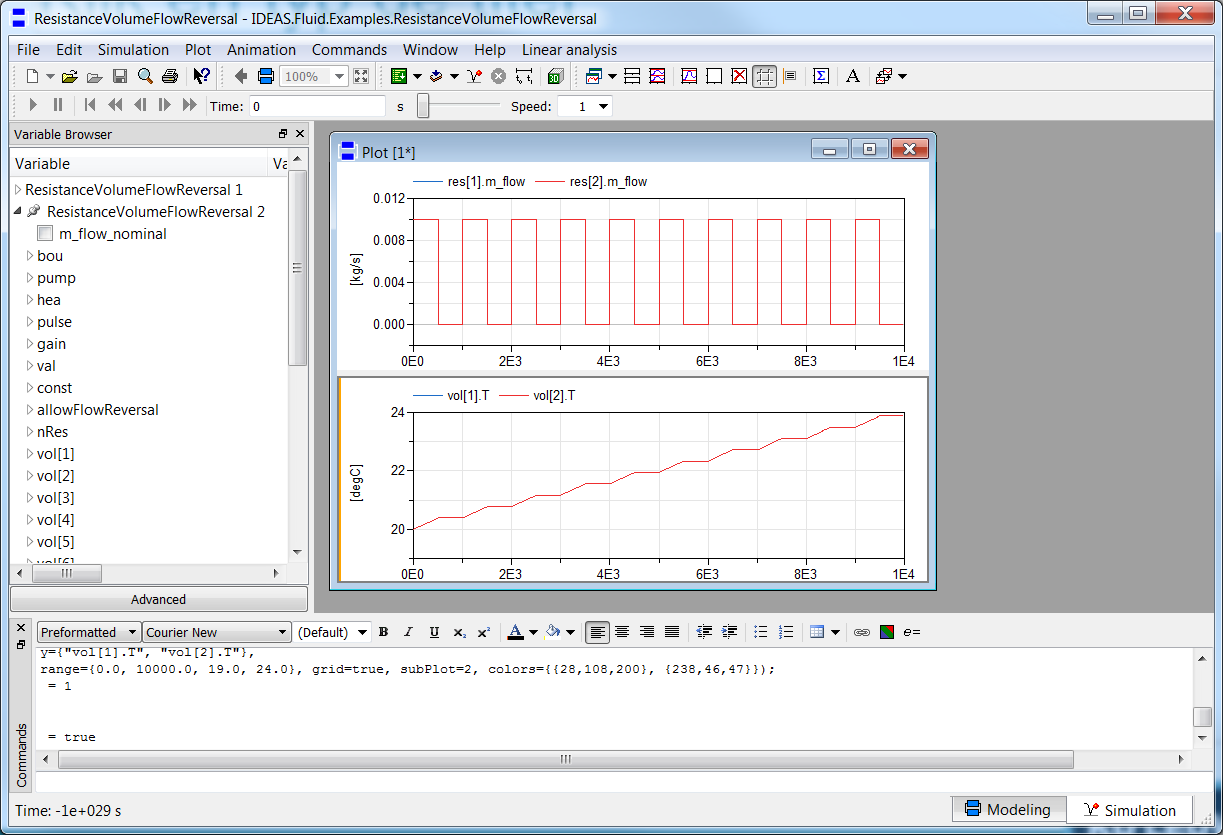 ResistanceVolumeFlowReversal - IDEAS.Fluid.Examples.ResistanceVolumeFlowReversal
File Edit Simulation Plot Animation Commands Window Help Linear analysis
100% 3D Σ A
Time: 0 s Speed: 1
Variable Browser
Variable Va
ResistanceVolumeFlowReversal 1
ResistanceVolumeFlowReversal 2
m_flow_nominal
bou
pump
hea
pulse
gain
val
const
allowFlowReversal
nRes
vol[1]
vol[2]
vol[3]
vol[4]
vol[5]
vol[6]
Advanced
Plot [1*]
res[1].m_flow res[2].m_flow
0.012
0.008
0.004
0.000
[kg/s]
0E0 2E3 4E3 6E3 8E3 1E4
vol[1].T vol[2].T
24
22
20
[degC]
0E0 2E3 4E3 6E3 8E3 1E4
Preformatted Courier New (Default) B I U x₂ x² A e=
y={"vol[1].T", "vol[2].T"},
range={0.0, 10000.0, 19.0, 24.0}, grid=true, subPlot=2, colors={{28,108,200}, {238,46,47}});
= 1
= true
Commands
Time: -1e+029 s
Modeling Simulation